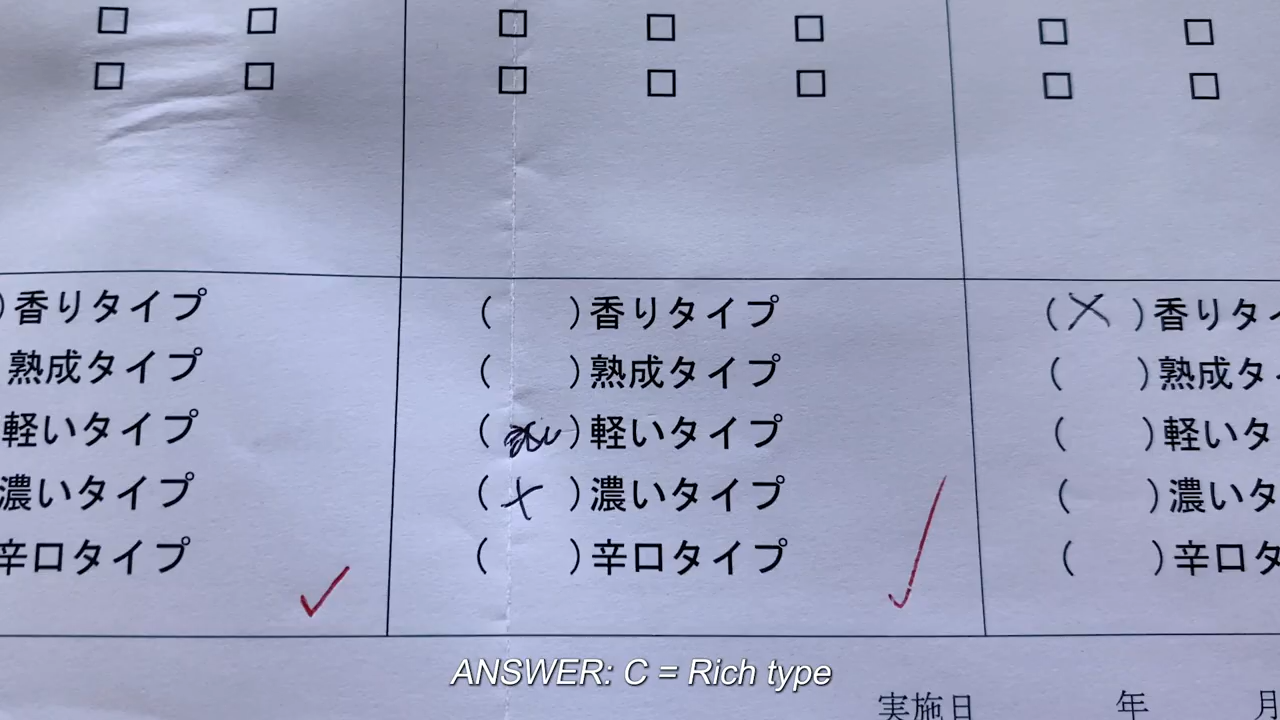 )香りタイプ
熟成タイプ
軽いタイプ
濃いタイプ
辛口タイプ
( )香りタイプ
( )熟成タイプ
( )軽いタイプ
(X)濃いタイプ
( )辛口タイプ
(X)香りタイ
( )熟成タ
( )軽いタ
( )濃いタ
( )辛口タ
ANSWER: C = Rich type
実施日 年 月